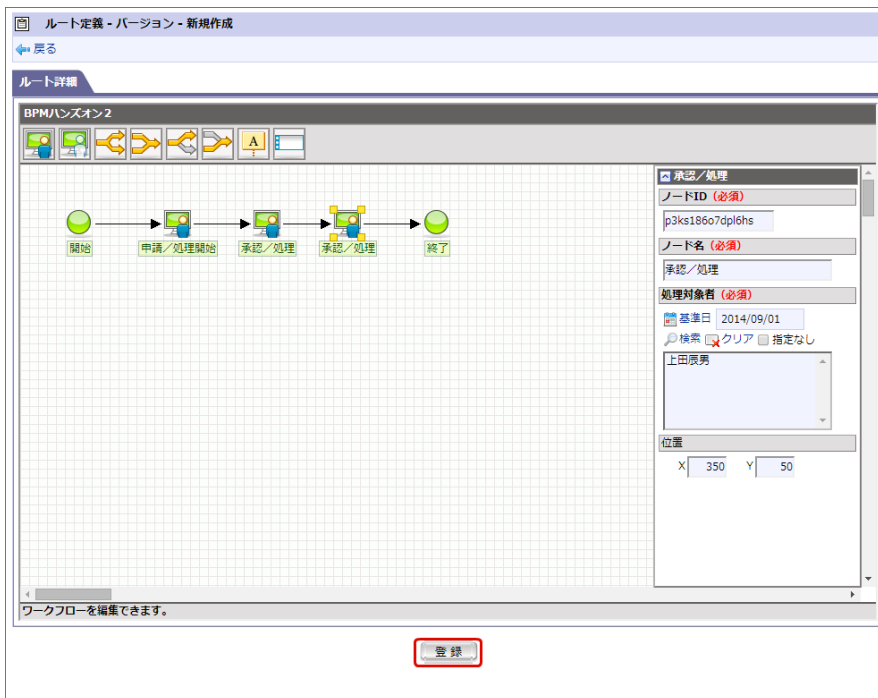 ルート定義 - バージョン - 新規作成
戻る
ルート詳細
BPMハンズオン2
A
承認／処理
ノードID (必須)
p3ks186o7dpl6hs
ノード名 (必須)
承認／処理
処理対象者 (必須)
基準日 2014/09/01
検索 クリア 指定なし
上田辰男
位置
X 350 Y 50
開始 申請／処理開始 承認／処理 承認／処理 終了
ワークフローを編集できます。
登録